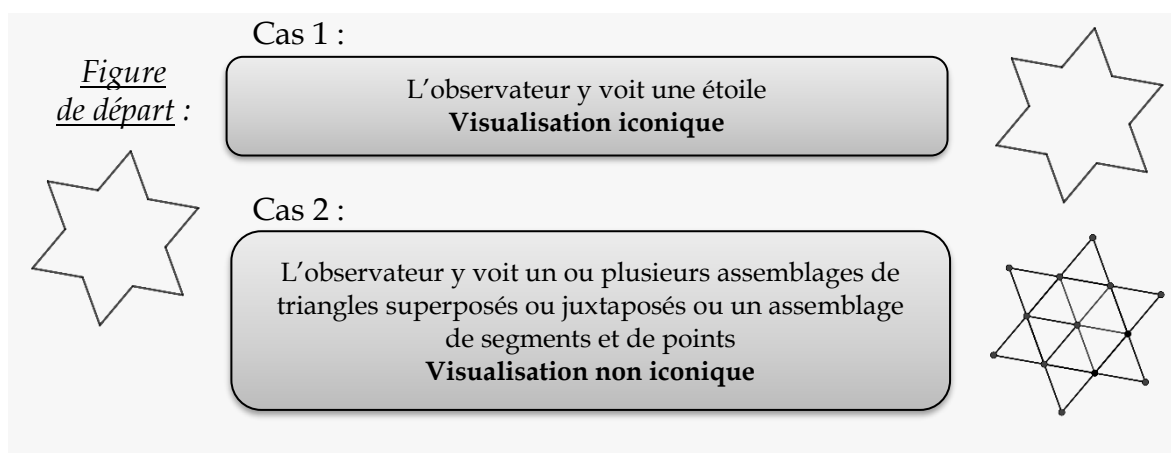 Cas 1 :
Figure
de départ :
L'observateur y voit une étoile
Visualisation iconique
Cas 2 :
L'observateur y voit un ou plusieurs assemblages de
triangles superposés ou juxtaposés ou un assemblage
de segments et de points
Visualisation non iconique